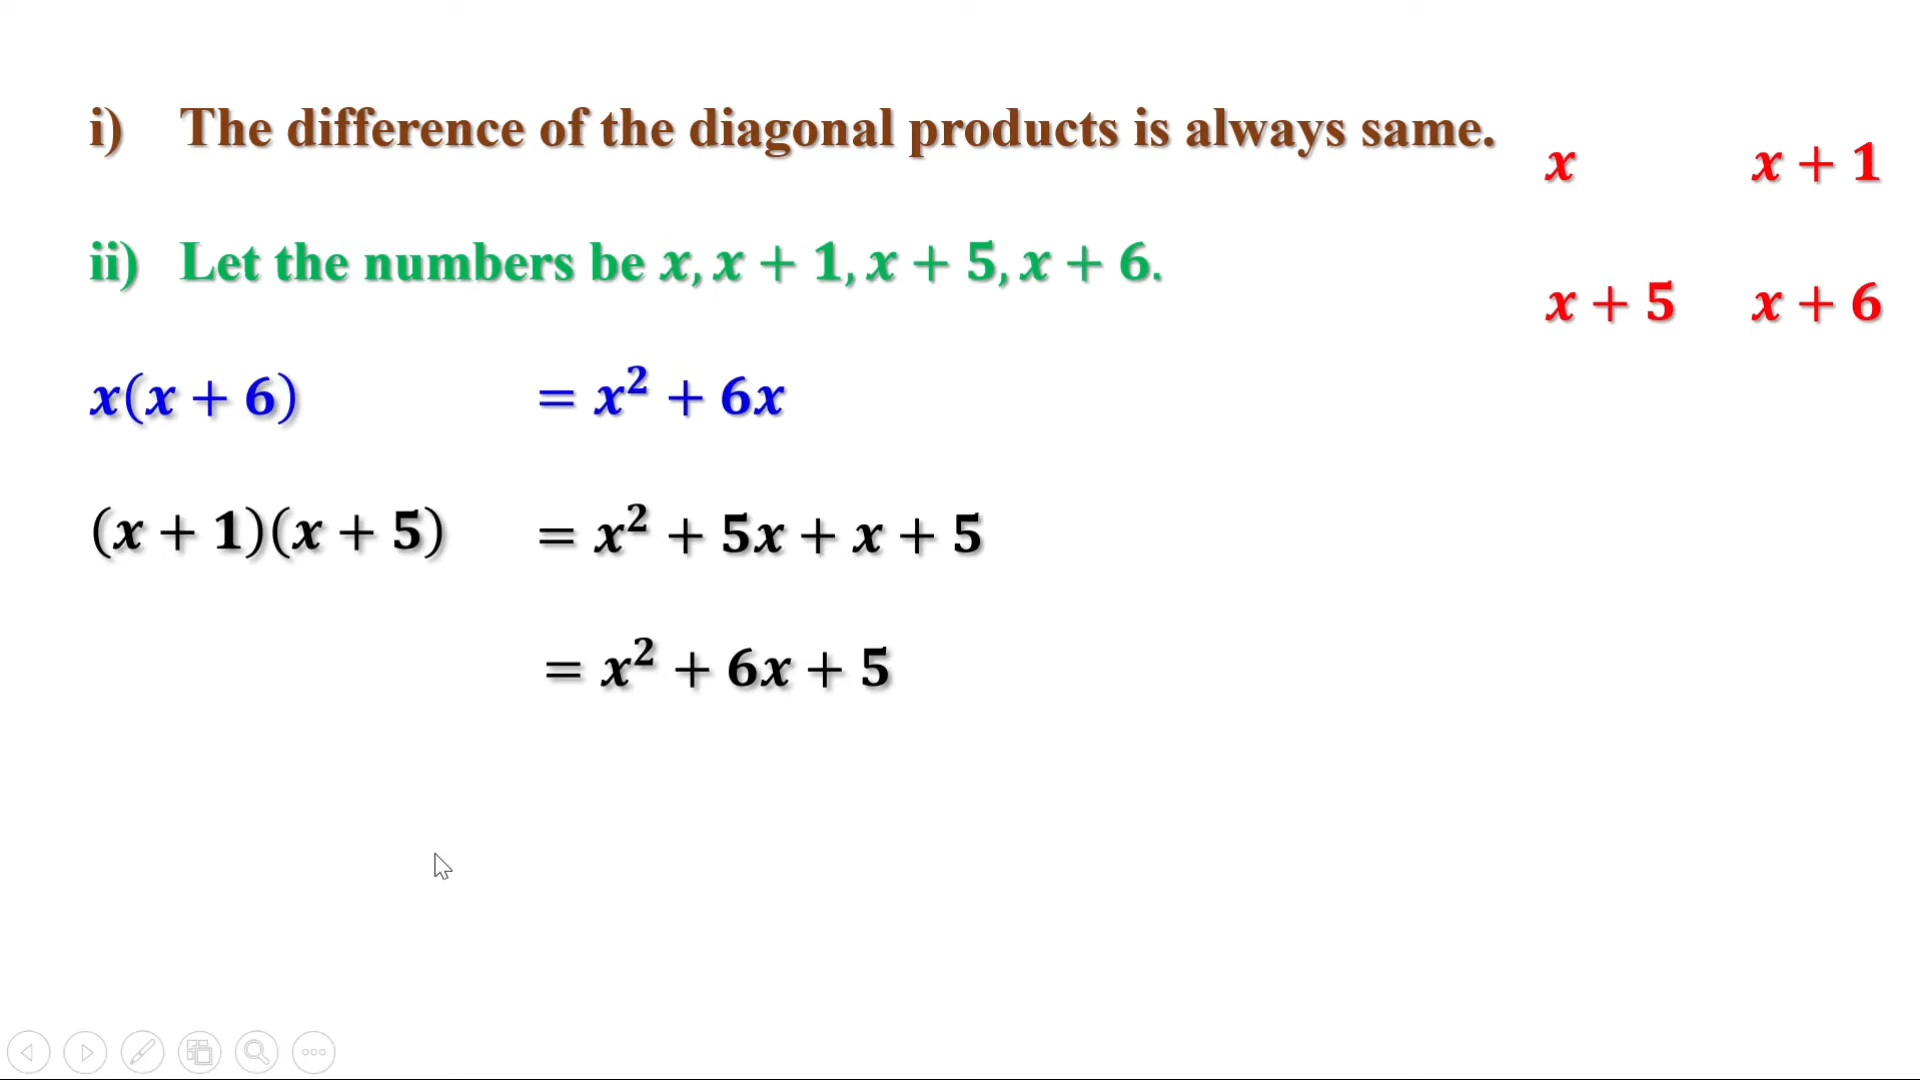 i) The difference of the diagonal products is always same.
x x + 1
ii) Let the numbers be x, x + 1, x + 5, x + 6.
x + 5 x + 6
x(x + 6) = x² + 6x
(x + 1)(x + 5) = x² + 5x + x + 5
= x² + 6x + 5